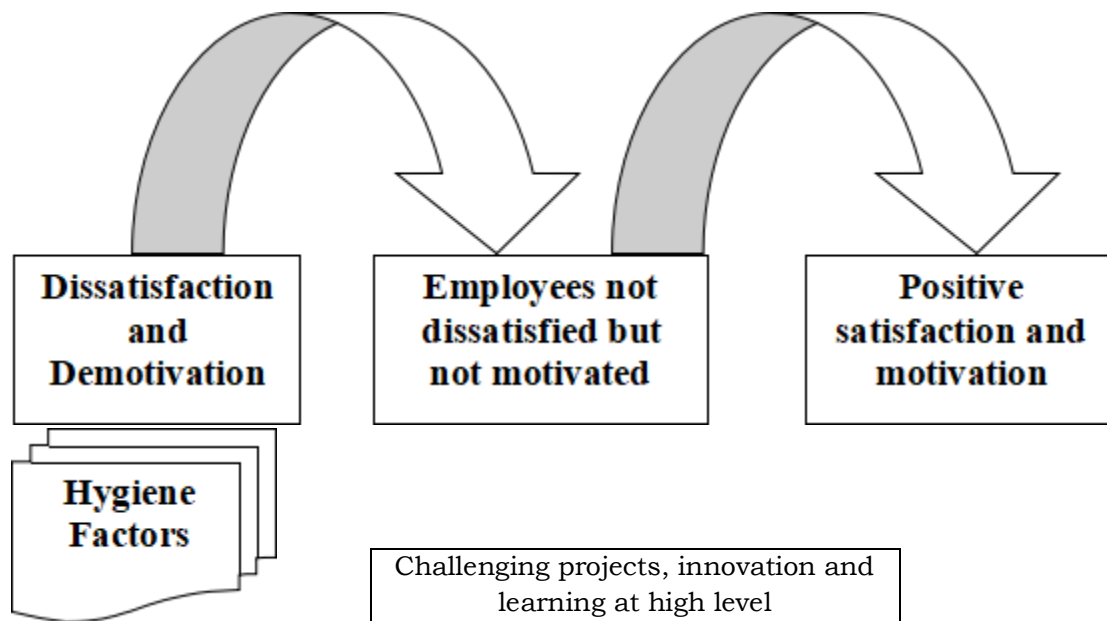 Dissatisfaction
and
Demotivation
Employees not
dissatisfied but
not motivated
Positive
satisfaction and
motivation
Hygiene
Factors
Challenging projects, innovation and
learning at high level